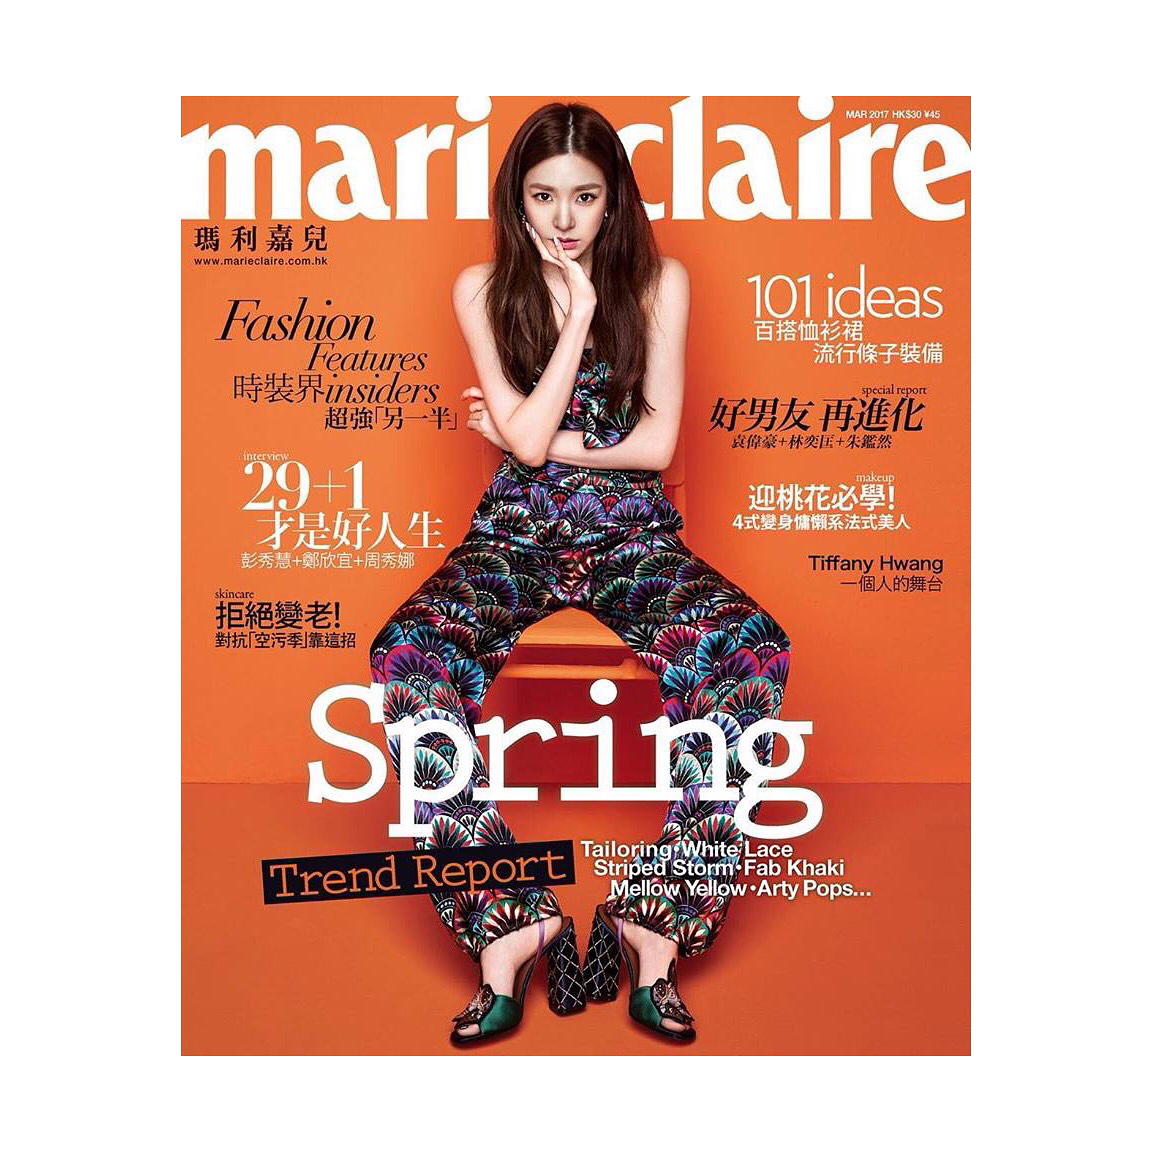 marie claire
MAR 2017 HK$30 ¥45
瑪利嘉兒
www.marieclaire.com.hk
Fashion
Features
時裝界insiders
超強「另一半」
interview
29+1
才是好人生
彭秀慧+鄭欣宜+周秀娜
skincare
拒絕變老!
對抗「空污季」靠這招
101 ideas
百搭恤衫裙
流行條子裝備
special report
好男友 再進化
袁偉豪+林奕匡+朱鑑然
makeup
迎桃花必學!
4式變身慵懶系法式美人
Tiffany Hwang
一個人的舞台
Spring
Trend Report
Tailoring•White Lace
Striped Storm•Fab Khaki
Mellow Yellow•Arty Pops...